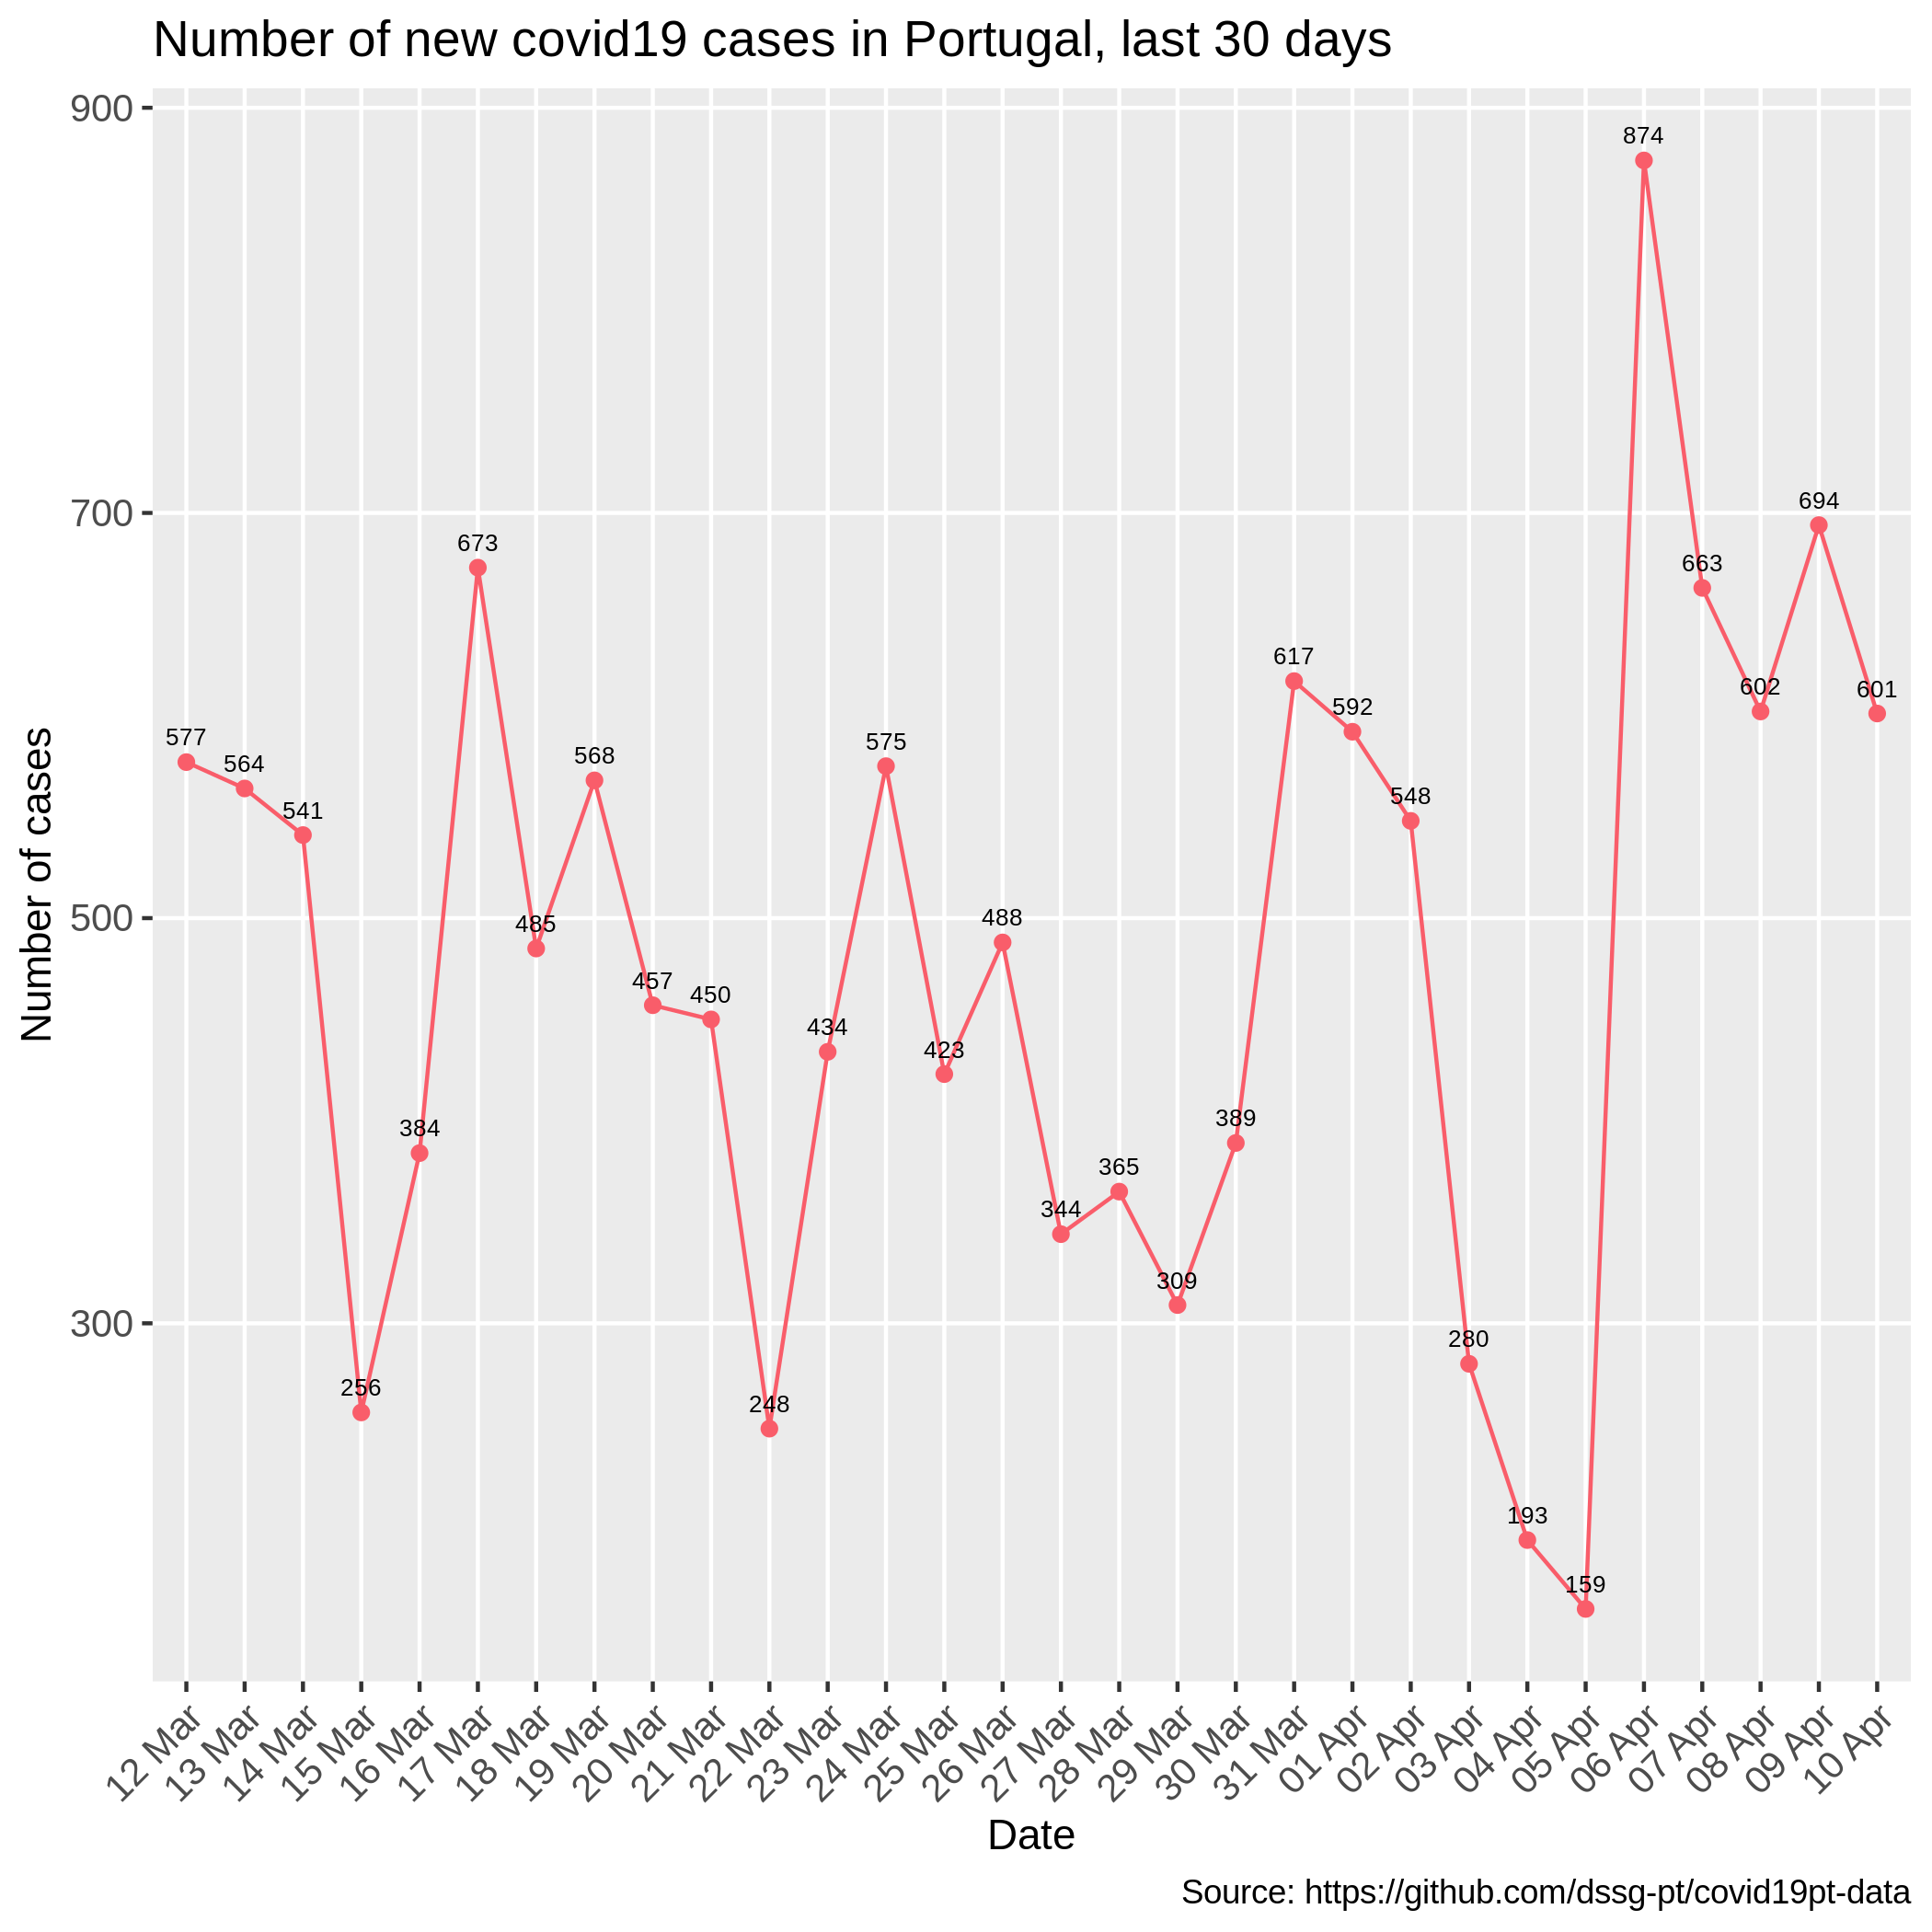 Number of new covid19 cases in Portugal, last 30 days
Number of cases
900
700
500
300
577
564
541
256
384
673
485
568
457
450
248
434
575
423
488
344
365
309
389
617
592
548
280
193
159
874
663
602
694
601
12 Mar
13 Mar
14 Mar
15 Mar
16 Mar
17 Mar
18 Mar
19 Mar
20 Mar
21 Mar
22 Mar
23 Mar
24 Mar
25 Mar
26 Mar
27 Mar
28 Mar
29 Mar
30 Mar
31 Mar
01 Apr
02 Apr
03 Apr
04 Apr
05 Apr
06 Apr
07 Apr
08 Apr
09 Apr
10 Apr
Date
Source: https://github.com/dssg-pt/covid19pt-data